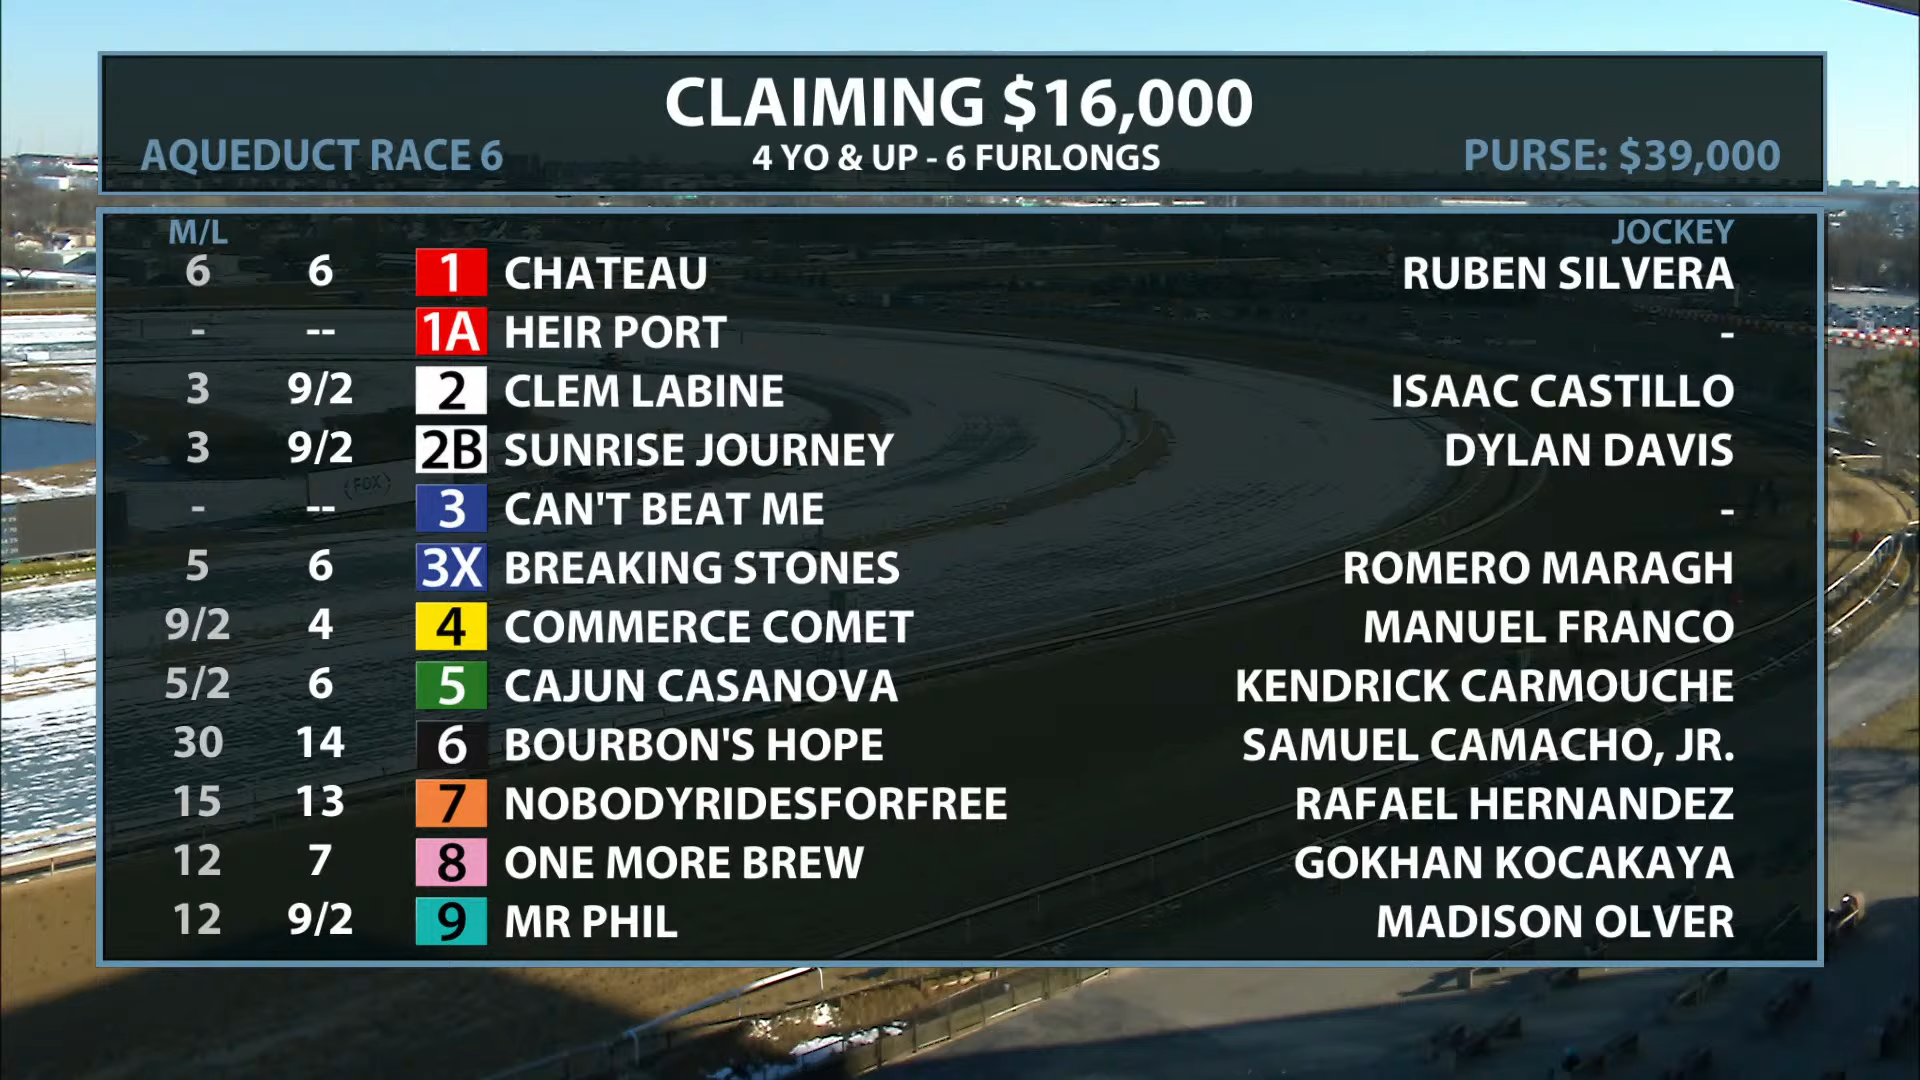 CLAIMING $16,000
AQUEDUCT RACE 6
4 YO & UP - 6 FURLONGS
PURSE: $39,000
M/L JOCKEY
6 6 1 CHATEAU RUBEN SILVERA
- -- 1A HEIR PORT -
3 9/2 2 CLEM LABINE ISAAC CASTILLO
3 9/2 2B SUNRISE JOURNEY DYLAN DAVIS
- -- 3 CAN'T BEAT ME -
5 6 3X BREAKING STONES ROMERO MARAGH
9/2 4 4 COMMERCE COMET MANUEL FRANCO
5/2 6 5 CAJUN CASANOVA KENDRICK CARMOUCHE
30 14 6 BOURBON'S HOPE SAMUEL CAMACHO, JR.
15 13 7 NOBODYRIDESFORFREE RAFAEL HERNANDEZ
12 7 8 ONE MORE BREW GOKHAN KOCAKAYA
12 9/2 9 MR PHIL MADISON OLVER
FOX